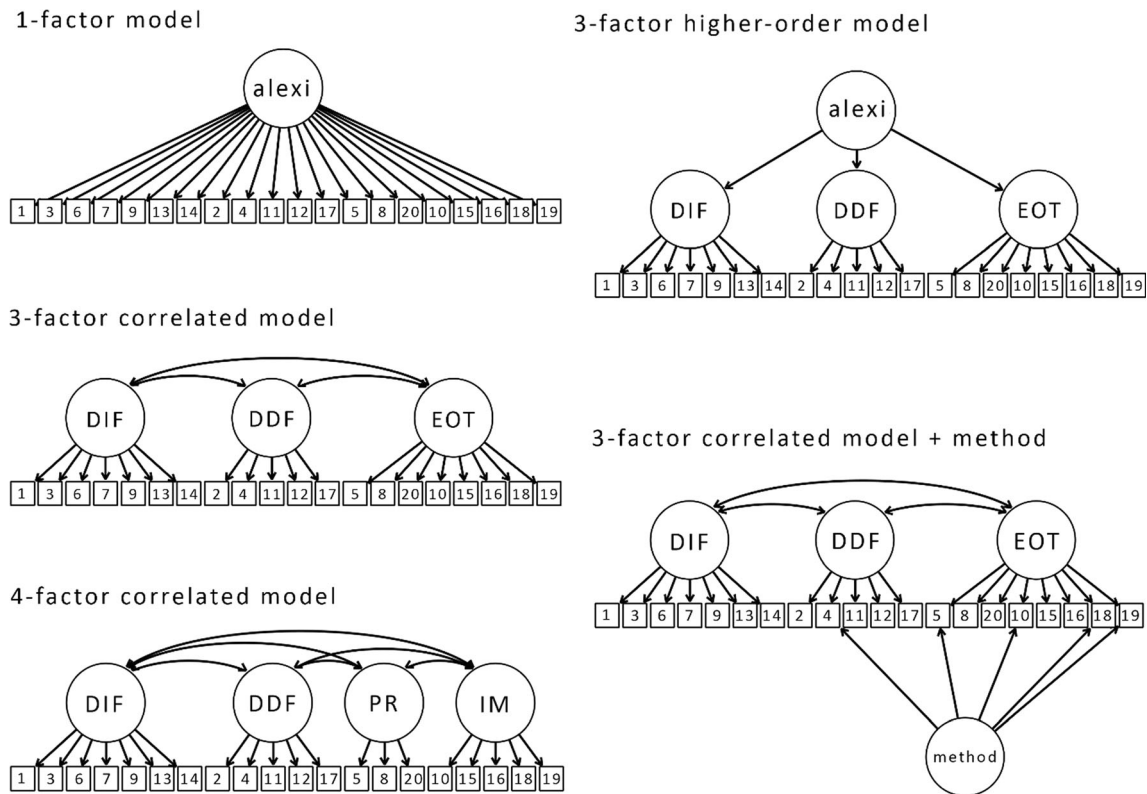 1-factor model
alexi
1 3 6 7 9 13 14 2 4 11 12 17 5 8 20 10 15 16 18 19
3-factor correlated model
DIF DDF EOT
1 3 6 7 9 13 14 2 4 11 12 17 5 8 20 10 15 16 18 19
4-factor correlated model
DIF DDF PR IM
1 3 6 7 9 13 14 2 4 11 12 17 5 8 20 10 15 16 18 19
3-factor higher-order model
alexi
DIF DDF EOT
1 3 6 7 9 13 14 2 4 11 12 17 5 8 20 10 15 16 18 19
3-factor correlated model + method
DIF DDF EOT
1 3 6 7 9 13 14 2 4 11 12 17 5 8 20 10 15 16 18 19
method